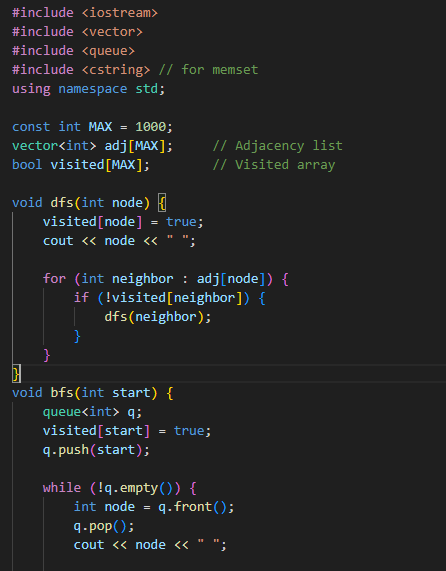 #include <iostream>
#include <vector>
#include <queue>
#include <cstring> // for memset
using namespace std;

const int MAX = 1000;
vector<int> adj[MAX];     // Adjacency list
bool visited[MAX];        // Visited array

void dfs(int node) {
    visited[node] = true;
    cout << node << " ";

    for (int neighbor : adj[node]) {
        if (!visited[neighbor]) {
            dfs(neighbor);
        }
    }
}
void bfs(int start) {
    queue<int> q;
    visited[start] = true;
    q.push(start);

    while (!q.empty()) {
        int node = q.front();
        q.pop();
        cout << node << " ";